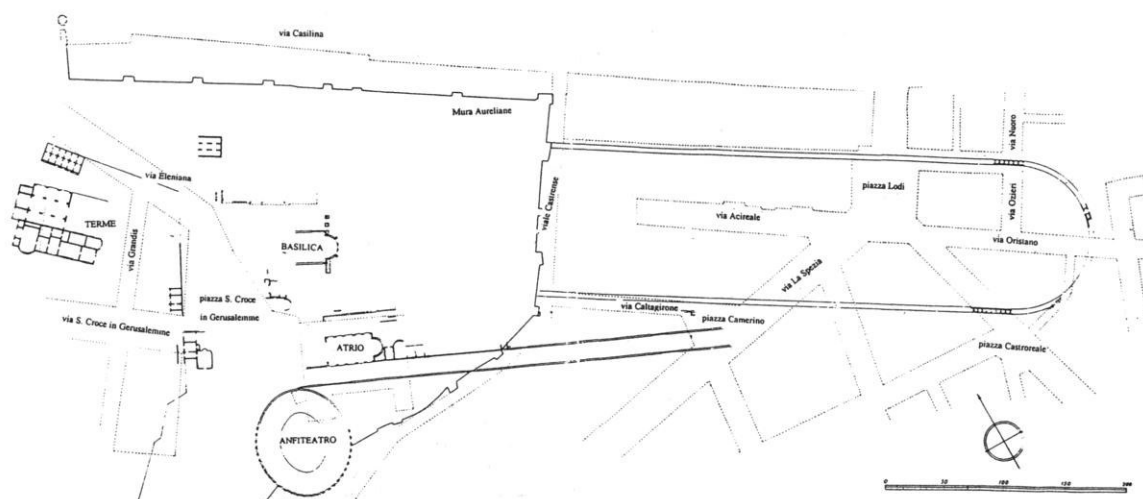 via Casilina
Mura Aureliane
via Nuoro
via Eleniana
viale Castrense
piazza Lodi
via Ozieri
TERME
via Acireale
via Grandis
BASILICA
via Oristano
via La Spezia
piazza S. Croce
in Gerusalemme
via Caltagirone
piazza Camerino
via S. Croce in Gerusalemme
ATRIO
piazza Castroreale
ANFITEATRO
0 50 100 150 200